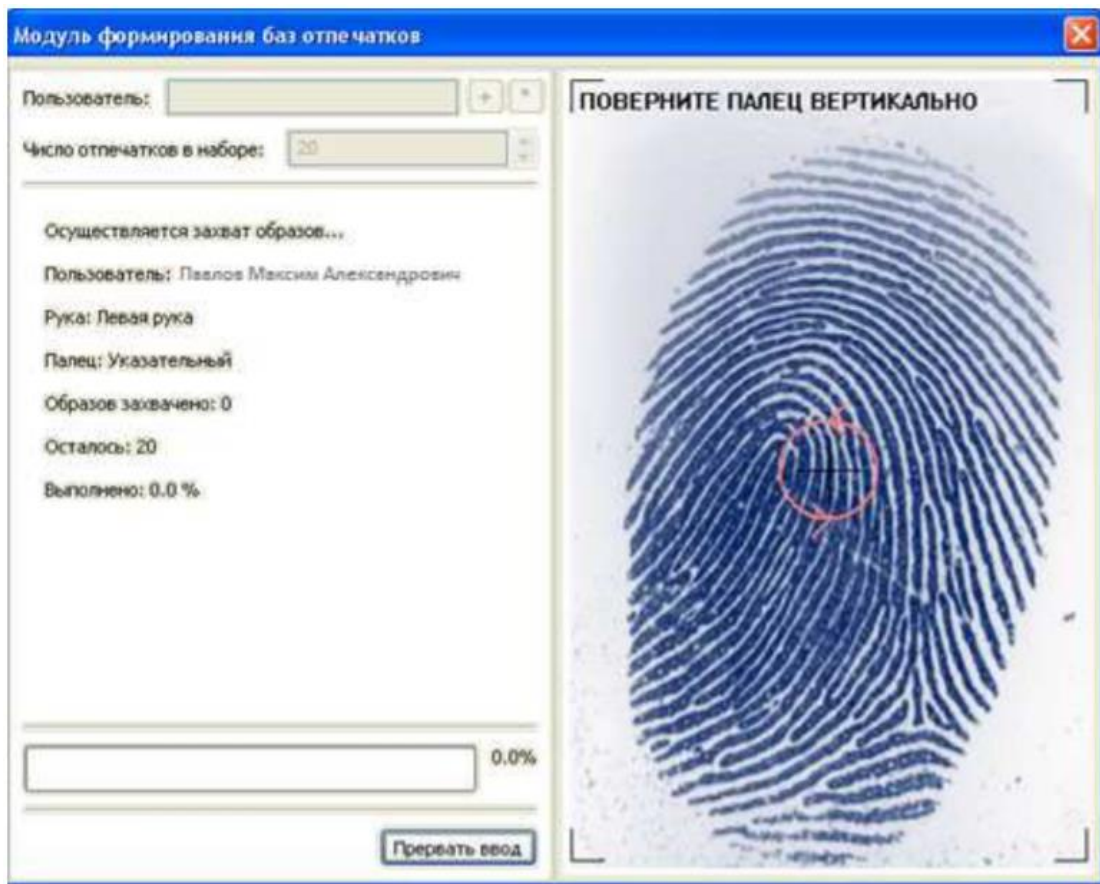 Модуль формирования баз отпечатков
Пользователь:
+ *
Число отпечатков в наборе: 20
Осуществляется захват образов...
Пользователь: Павлов Максим Александрович
Рука: Левая рука
Палец: Указательный
Образов захвачено: 0
Осталось: 20
Выполнено: 0.0 %
0.0%
Прервать ввод
ПОВЕРНИТЕ ПАЛЕЦ ВЕРТИКАЛЬНО